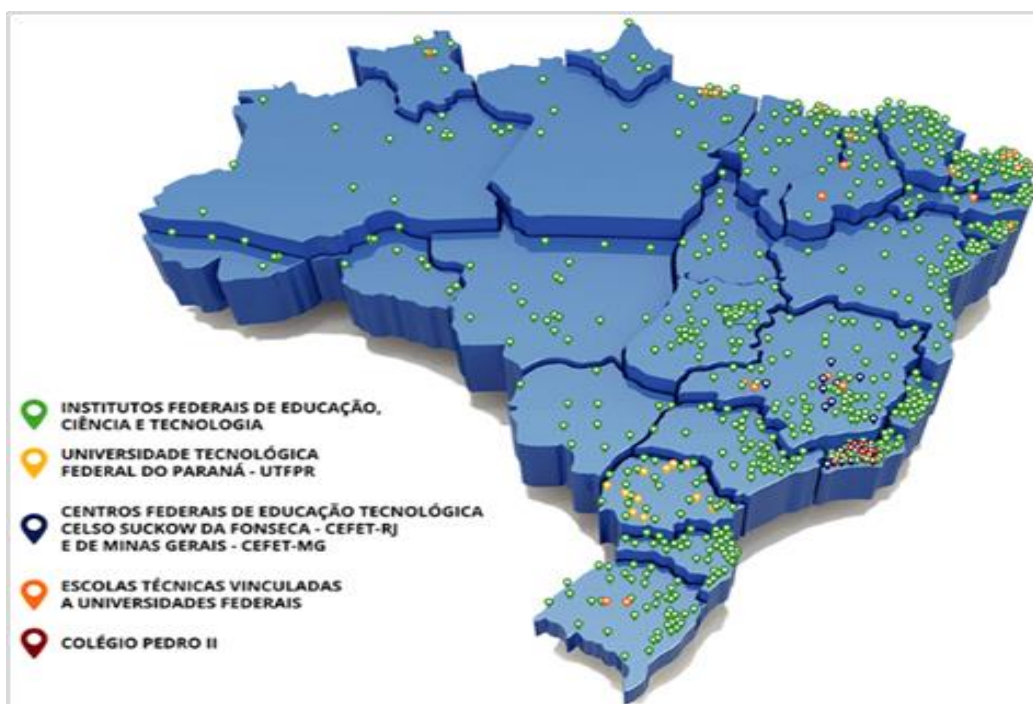 INSTITUTOS FEDERAIS DE EDUCAÇÃO,
CIÊNCIA E TECNOLOGIA
UNIVERSIDADE TECNOLÓGICA
FEDERAL DO PARANÁ - UTFPR
CENTROS FEDERAIS DE EDUCAÇÃO TECNOLÓGICA
CELSO SUCKOW DA FONSECA - CEFET-RJ
E DE MINAS GERAIS - CEFET-MG
ESCOLAS TÉCNICAS VINCULADAS
A UNIVERSIDADES FEDERAIS
COLÉGIO PEDRO II